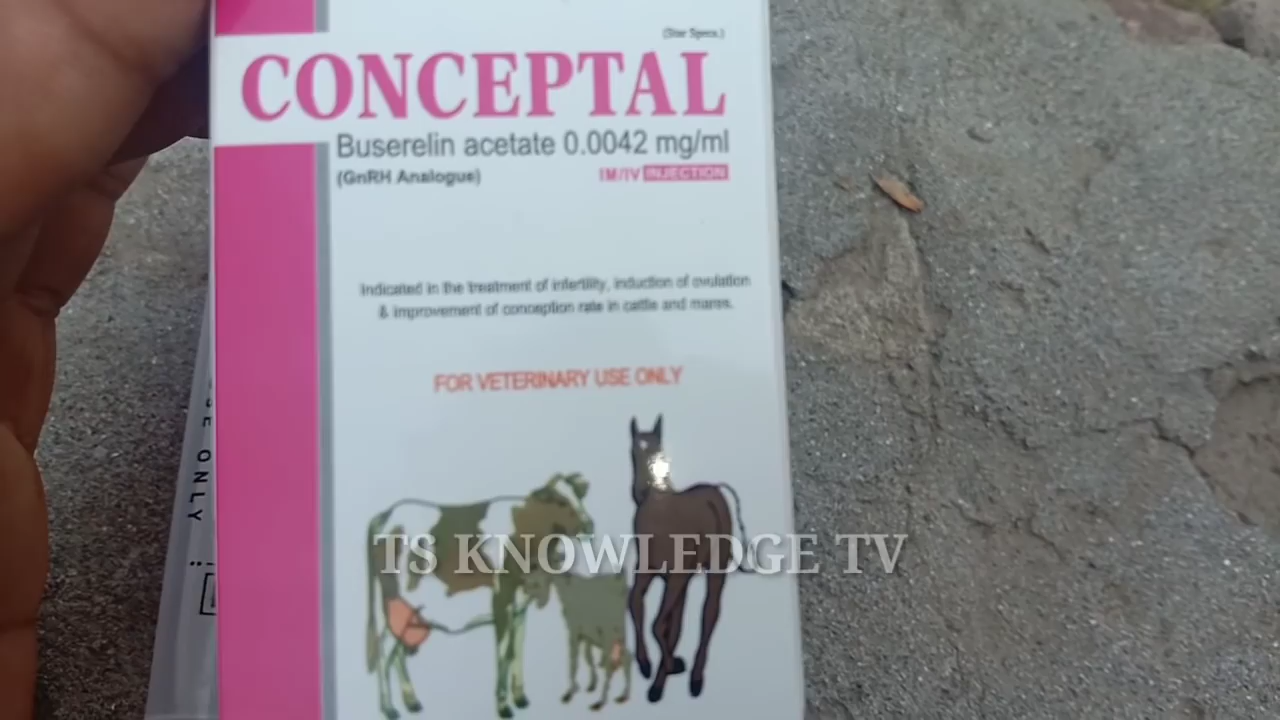 (Star Specs.)
CONCEPTAL
Buserelin acetate 0.0042 mg/ml
(GnRH Analogue)
IM/IV INJECTION
Indicated in the treatment of infertility, induction of ovulation
& improvement of conception rate in cattle and mares.
FOR VETERINARY USE ONLY
USE ONLY
TS KNOWLEDGE TV